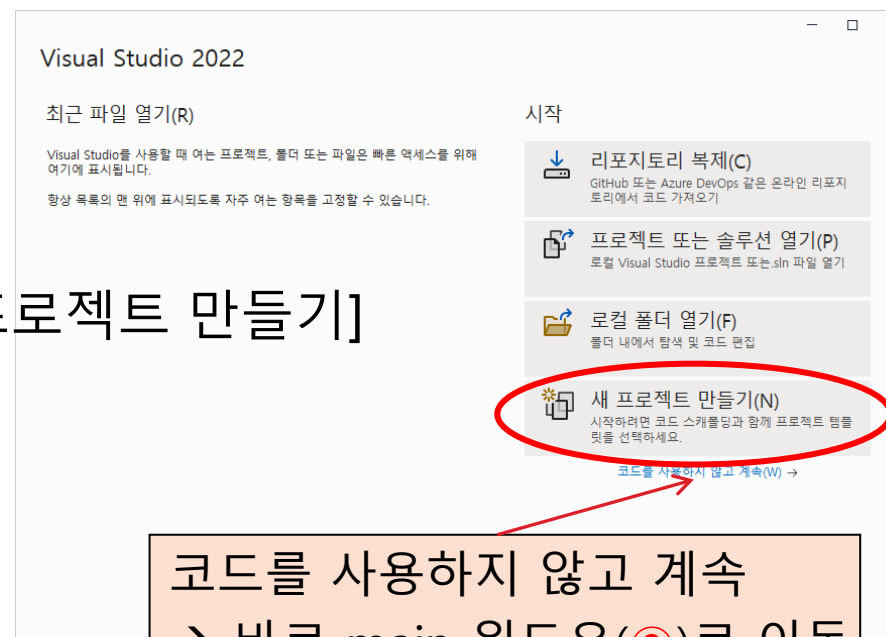 Visual Studio 2022
최근 파일 열기(R)
Visual Studio를 사용할 때 여는 프로젝트, 폴더 또는 파일은 빠른 액세스를 위해
여기에 표시됩니다.
항상 목록의 맨 위에 표시되도록 자주 여는 항목을 고정할 수 있습니다.
로젝트 만들기]
시작
리포지토리 복제(C)
GitHub 또는 Azure DevOps 같은 온라인 리포지
토리에서 코드 가져오기
프로젝트 또는 솔루션 열기(P)
로컬 Visual Studio 프로젝트 또는.sln 파일 열기
로컬 폴더 열기(F)
폴더 내에서 탐색 및 코드 편집
새 프로젝트 만들기(N)
시작하려면 코드 스캐폴딩과 함께 프로젝트 템플
릿을 선택하세요.
코드를 사용하지 않고 계속(W) →
코드를 사용하지 않고 계속
→ 바로 main 윈도우()로 이동